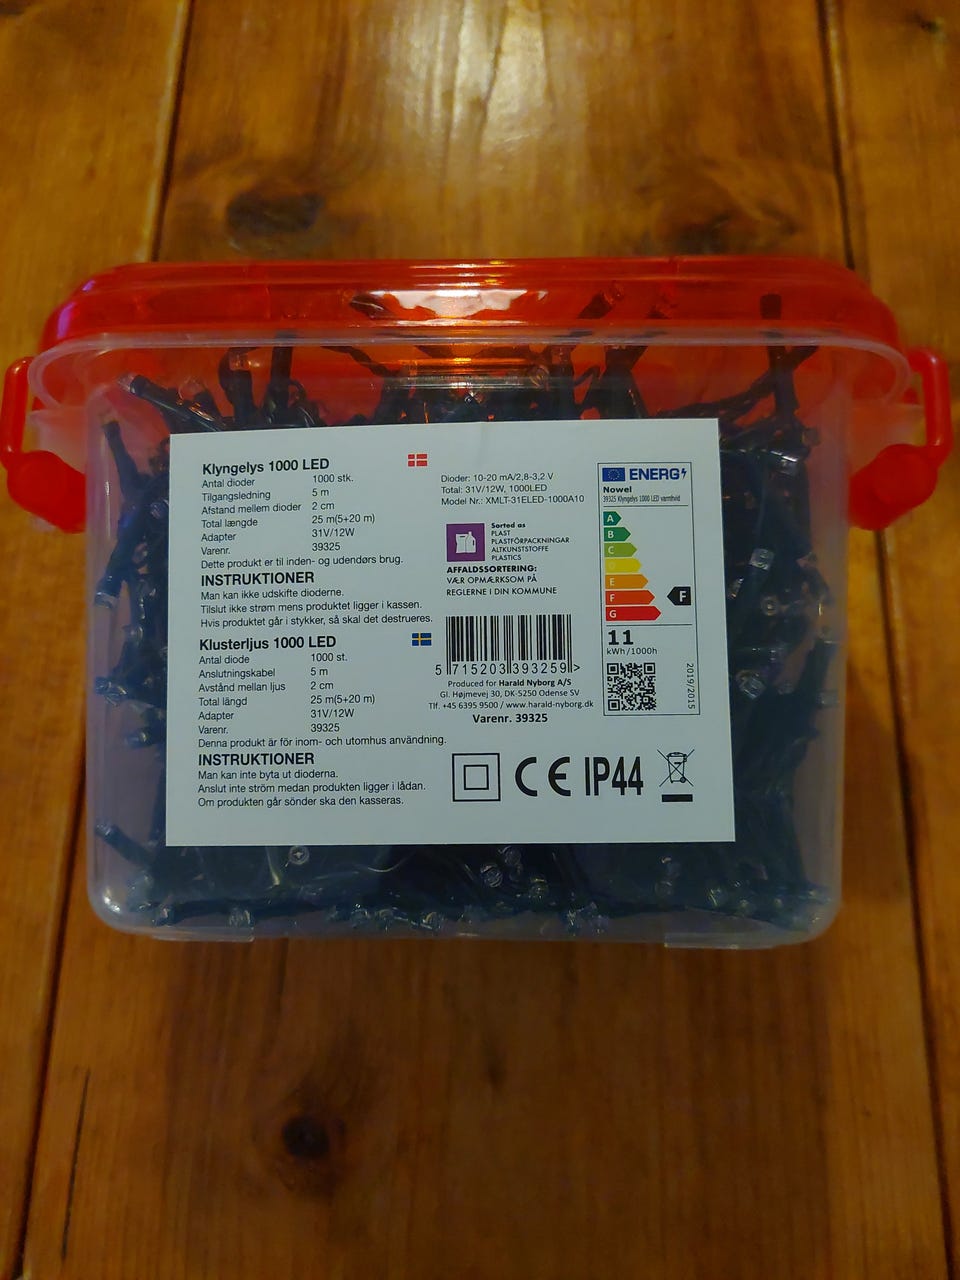 Klyngelys 1000 LED
Antal dioder 1000 stk.
Tilgangsledning 5 m
Afstand mellem dioder 2 cm
Total længde 25 m(5+20 m)
Adapter 31V/12W
Varenr. 39325
Dette produkt er til inden- og udendørs brug.
INSTRUKTIONER
Man kan ikke udskifte dioderne.
Tilslut ikke strøm mens produktet ligger i kassen.
Hvis produktet går i stykker, så skal det destrueres.
Klusterljus 1000 LED
Antal diode 1000 st.
Anslutningskabel 5 m
Avstånd mellan ljus 2 cm
Total längd 25 m(5+20 m)
Adapter 31V/12W
Varenr. 39325
Denna produkt är för inom- och utomhus användning.
INSTRUKTIONER
Man kan inte byta ut dioderna.
Anslut inte ström medan produkten ligger i lådan.
Om produkten går sönder ska den kasseras.
Dioder: 10-20 mA/2,8-3,2 V
Total: 31V/12W, 1000LED
Model Nr.: XMLT-31ELED-1000A10
Sorted as
PLAST
PLASTFÖRPACKNINGAR
ALTKUNSTSTOFFE
PLASTICS
AFFALDSSORTERING:
VÆR OPMÆRKSOM PÅ
REGLERNE I DIN KOMMUNE
5 715203 393259 >
Produced for Harald Nyborg A/S
Gl. Højmevej 30, DK-5250 Odense SV
Tlf. +45 6395 9500 / www.harald-nyborg.dk
Varenr. 39325
ENERG
Nowel
39325 Klyngelys 1000 LED varmhvid
A
B
C
D
E
F
G
F
11
kWh/1000h
2019/2015
CE IP44